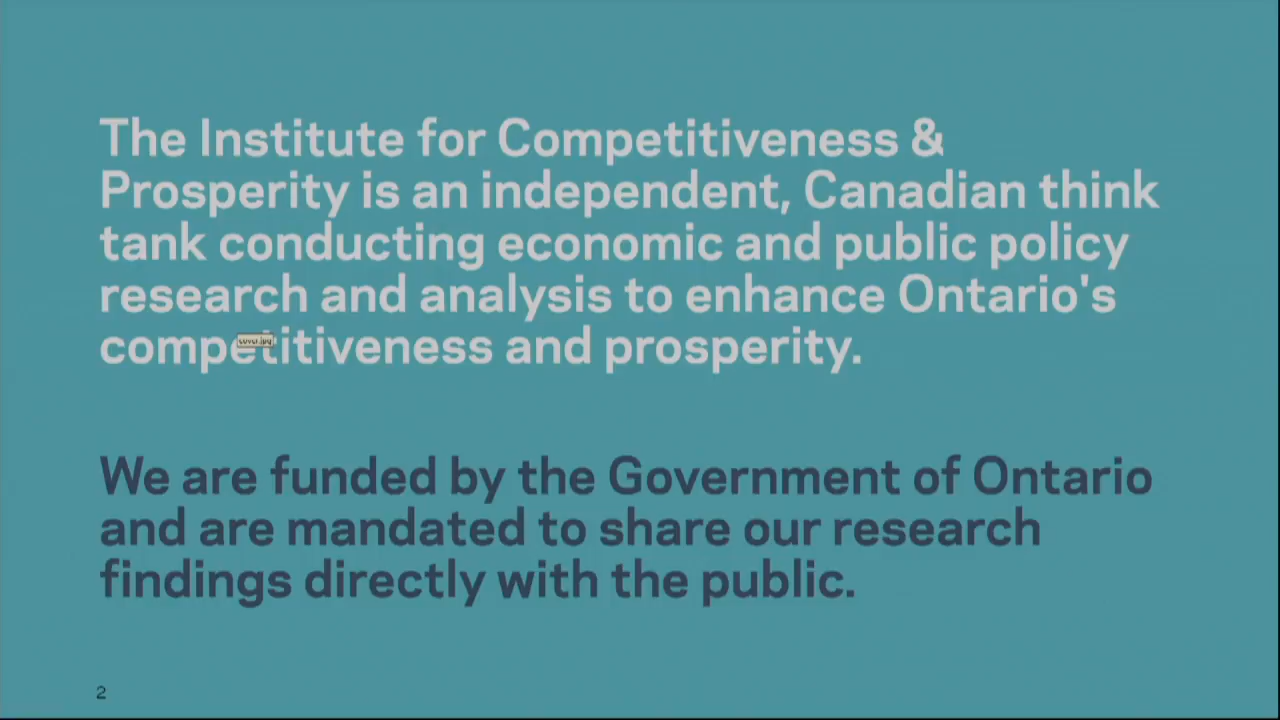 The Institute for Competitiveness &
Prosperity is an independent, Canadian think
tank conducting economic and public policy
research and analysis to enhance Ontario's
competitiveness and prosperity.
cover.jpg
We are funded by the Government of Ontario
and are mandated to share our research
findings directly with the public.
2